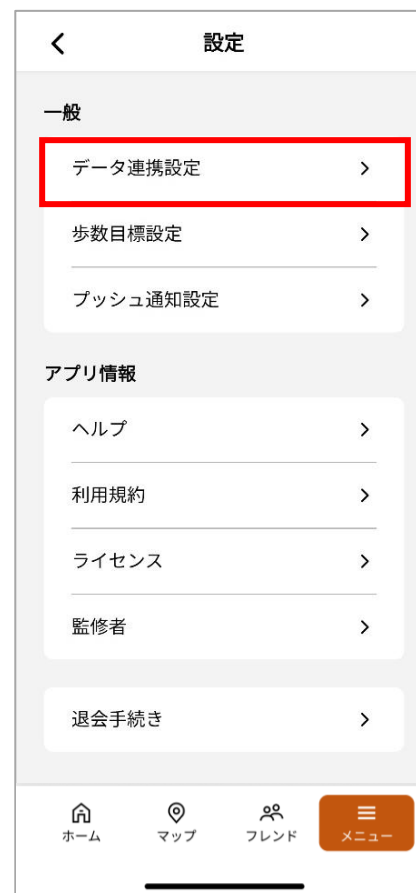 設定
一般
データ連携設定
歩数目標設定
プッシュ通知設定
アプリ情報
ヘルプ
利用規約
ライセンス
監修者
退会手続き
ホーム マップ フレンド メニュー